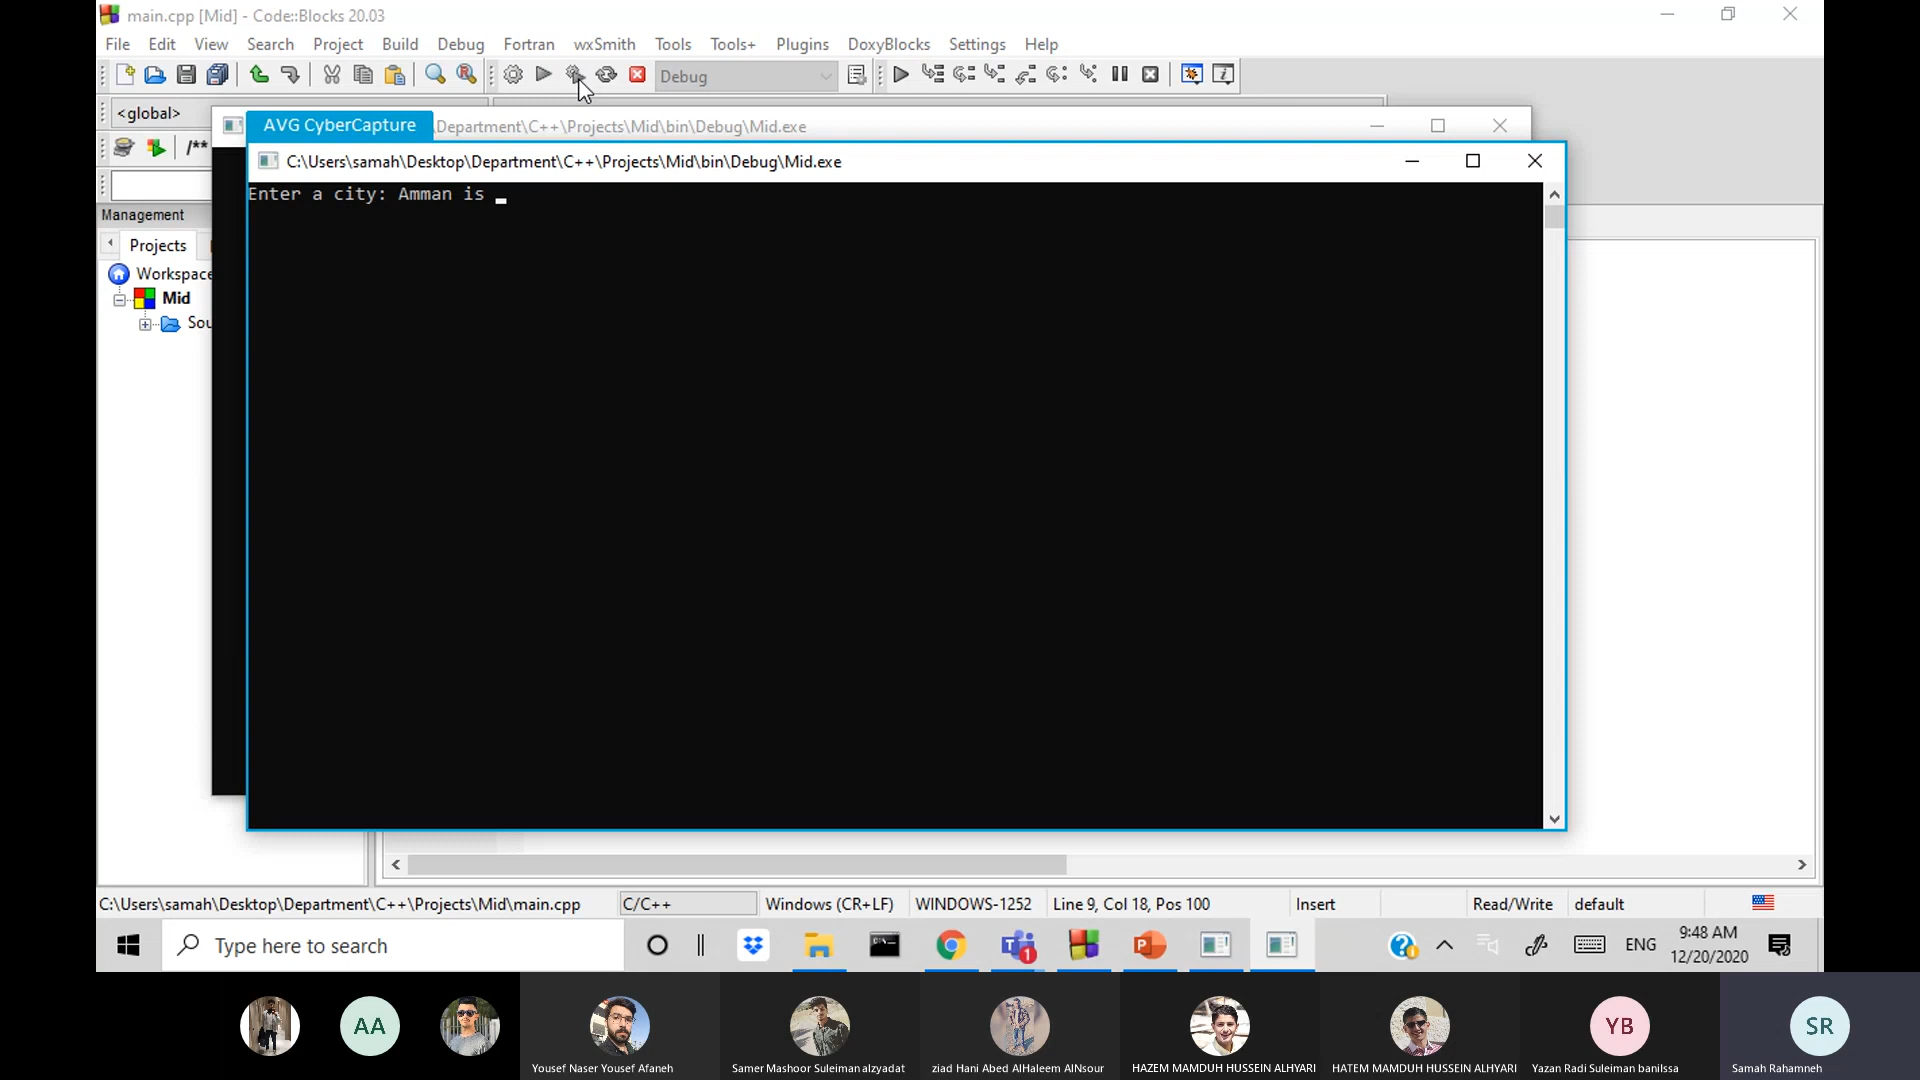 main.cpp [Mid] - Code::Blocks 20.03
File Edit View Search Project Build Debug Fortran wxSmith Tools Tools+ Plugins DoxyBlocks Settings Help
Debug
<global>
/**
AVG CyberCapture
\Department\C++\Projects\Mid\bin\Debug\Mid.exe
C:\Users\samah\Desktop\Department\C++\Projects\Mid\bin\Debug\Mid.exe
Enter a city: Amman is _
Management
Projects
Workspace
Mid
Sou
C:\Users\samah\Desktop\Department\C++\Projects\Mid\main.cpp C/C++ Windows (CR+LF) WINDOWS-1252 Line 9, Col 18, Pos 100 Insert Read/Write default
Type here to search
1
ENG
9:48 AM
12/20/2020
AA
YB
SR
Yousef Naser Yousef Afaneh
Samer Mashoor Suleiman alzyadat
ziad Hani Abed AlHaleem AlNsour
HAZEM MAMDUH HUSSEIN ALHYARI
HATEM MAMDUH HUSSEIN ALHYARI
Yazan Radi Suleiman banilssa
Samah Rahamneh